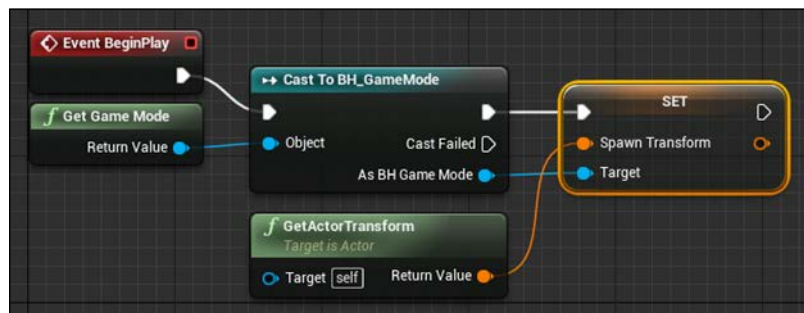 Event BeginPlay
Get Game Mode
Return Value
Cast To BH_GameMode
Object
Cast Failed
As BH Game Mode
GetActorTransform
Target is Actor
Target self
Return Value
SET
Spawn Transform
Target